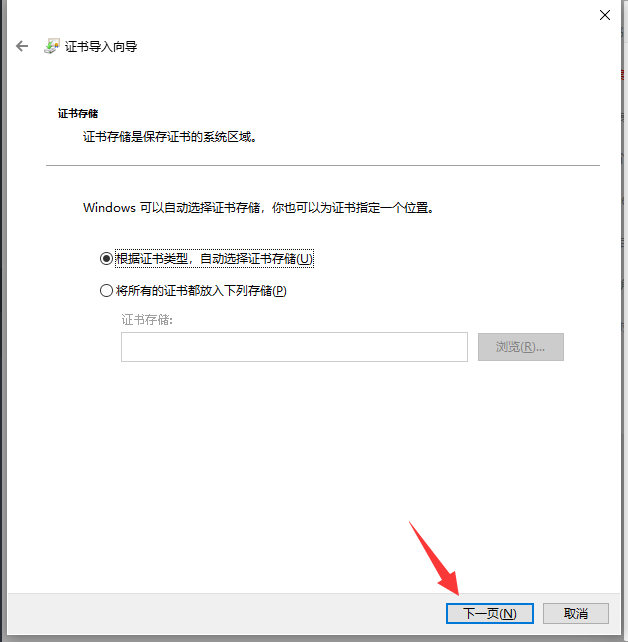 证书导入向导
证书存储
证书存储是保存证书的系统区域。
Windows 可以自动选择证书存储，你也可以为证书指定一个位置。
根据证书类型，自动选择证书存储(U)
将所有的证书都放入下列存储(P)
证书存储:
浏览(R)...
下一页(N)
取消